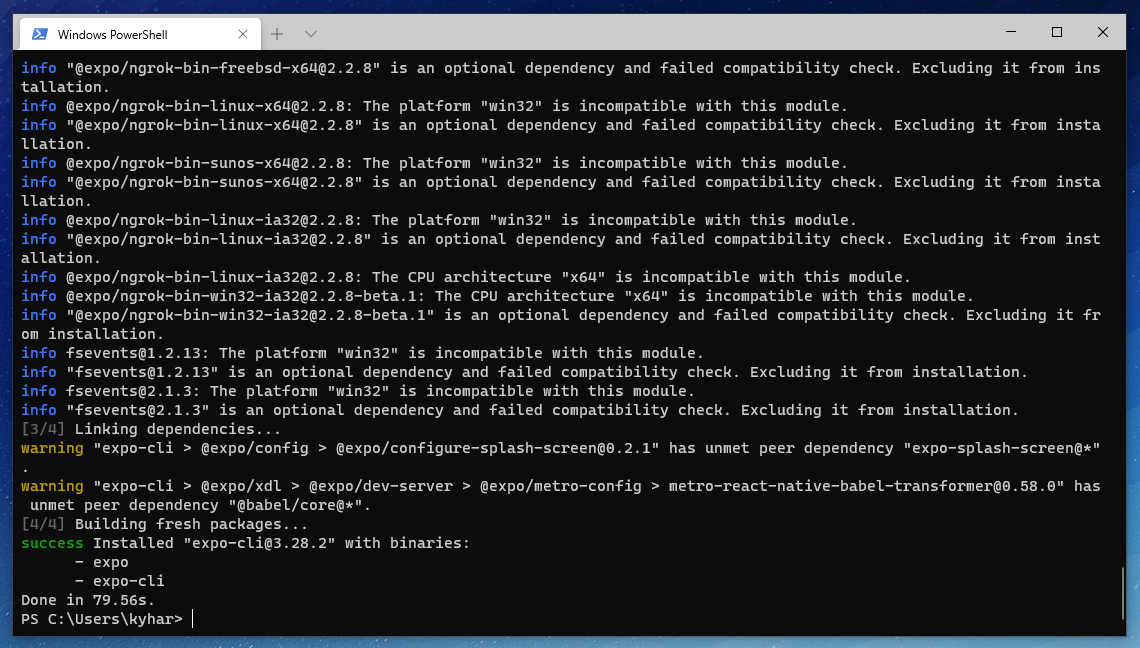 Windows PowerShell
info "@expo/ngrok-bin-freebsd-x64@2.2.8" is an optional dependency and failed compatibility check. Excluding it from ins
tallation.
info @expo/ngrok-bin-linux-x64@2.2.8: The platform "win32" is incompatible with this module.
info "@expo/ngrok-bin-linux-x64@2.2.8" is an optional dependency and failed compatibility check. Excluding it from insta
llation.
info @expo/ngrok-bin-sunos-x64@2.2.8: The platform "win32" is incompatible with this module.
info "@expo/ngrok-bin-sunos-x64@2.2.8" is an optional dependency and failed compatibility check. Excluding it from insta
llation.
info @expo/ngrok-bin-linux-ia32@2.2.8: The platform "win32" is incompatible with this module.
info "@expo/ngrok-bin-linux-ia32@2.2.8" is an optional dependency and failed compatibility check. Excluding it from inst
allation.
info @expo/ngrok-bin-linux-ia32@2.2.8: The CPU architecture "x64" is incompatible with this module.
info @expo/ngrok-bin-win32-ia32@2.2.8-beta.1: The CPU architecture "x64" is incompatible with this module.
info "@expo/ngrok-bin-win32-ia32@2.2.8-beta.1" is an optional dependency and failed compatibility check. Excluding it fr
om installation.
info fsevents@1.2.13: The platform "win32" is incompatible with this module.
info "fsevents@1.2.13" is an optional dependency and failed compatibility check. Excluding it from installation.
info fsevents@2.1.3: The platform "win32" is incompatible with this module.
info "fsevents@2.1.3" is an optional dependency and failed compatibility check. Excluding it from installation.
[3/4] Linking dependencies...
warning "expo-cli > @expo/config > @expo/configure-splash-screen@0.2.1" has unmet peer dependency "expo-splash-screen@*"
.
warning "expo-cli > @expo/xdl > @expo/dev-server > @expo/metro-config > metro-react-native-babel-transformer@0.58.0" has
 unmet peer dependency "@babel/core@*".
[4/4] Building fresh packages...
success Installed "expo-cli@3.28.2" with binaries:
      - expo
      - expo-cli
Done in 79.56s.
PS C:\Users\kyhar>